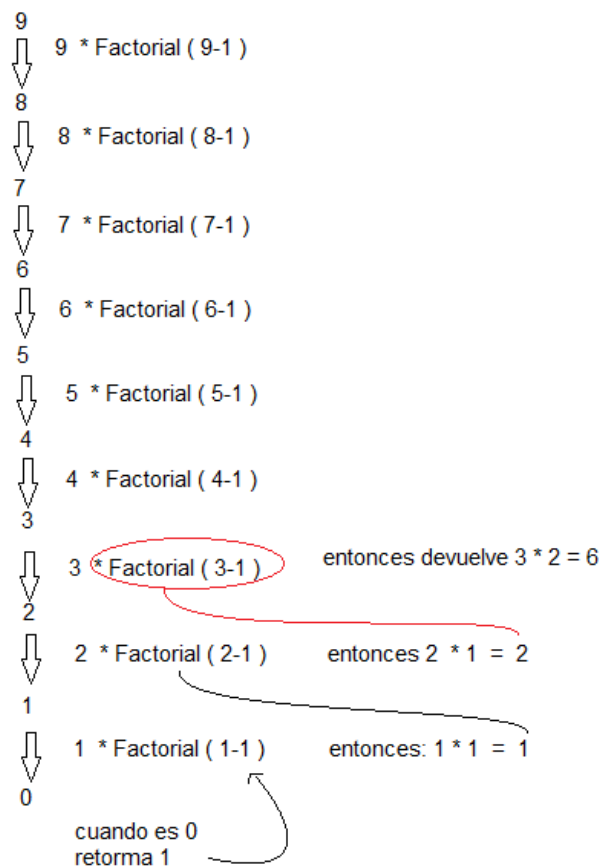 9
9 * Factorial ( 9-1 )
8
8 * Factorial ( 8-1 )
7
7 * Factorial ( 7-1 )
6
6 * Factorial ( 6-1 )
5
5 * Factorial ( 5-1 )
4
4 * Factorial ( 4-1 )
3
3 * Factorial ( 3-1 ) entonces devuelve 3 * 2 = 6
2
2 * Factorial ( 2-1 ) entonces 2 * 1 = 2
1
1 * Factorial ( 1-1 ) entonces: 1 * 1 = 1
0
cuando es 0
retorma 1